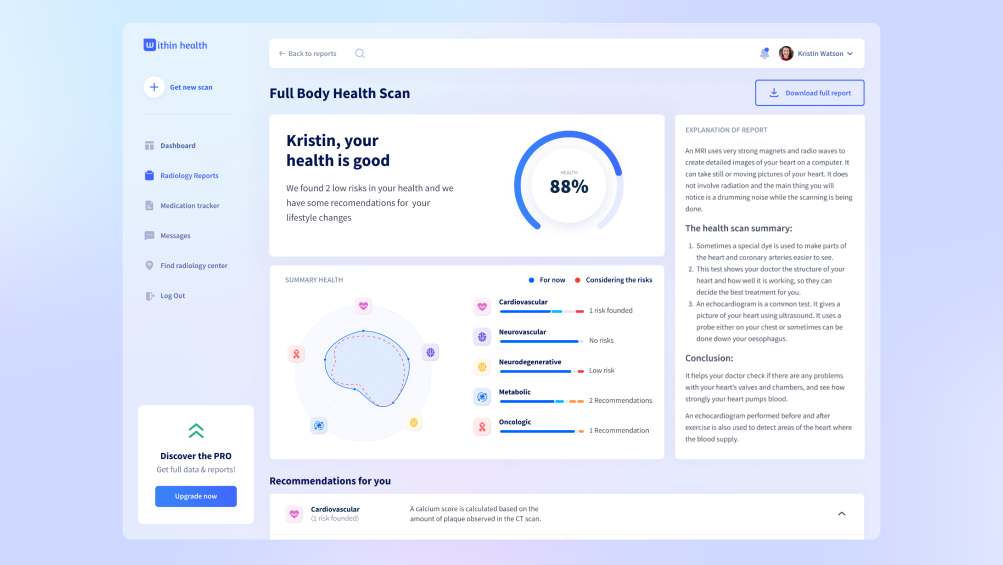 Within health
Get new scan
Dashboard
Radiology Reports
Medication tracker
Messages
Find radiology center
Log Out
Discover the PRO
Get full data & reports!
Upgrade now
Back to reports
Kristin Watson
Full Body Health Scan
Download full report
Kristin, your
health is good
We found 2 low risks in your health and we
have some recomendations for your
lifestyle changes
HEALTH
88%
SUMMARY HEALTH
For now
Considering the risks
Cardiovascular
1 risk founded
Neurovascular
No risks
Neurodegenerative
Low risk
Metabolic
2 Recommendations
Oncologic
1 Recommendation
EXPLANATION OF REPORT
An MRI uses very strong magnets and radio waves to
create detailed images of your heart on a computer. It
can take still or moving pictures of your heart. It does
not involve radiation and the main thing you will
notice is a drumming noise while the scanning is being
done.
The health scan summary:
1. Sometimes a special dye is used to make parts of
the heart and coronary arteries easier to see.
2. This test shows your doctor the structure of your
heart and how well it is working, so they can
decide the best treatment for you.
3. An echocardiogram is a common test. It gives a
picture of your heart using ultrasound. It uses a
probe either on your chest or sometimes can be
done down your oesophagus.
Conclusion:
It helps your doctor check if there are any problems
with your heart's valves and chambers, and see how
strongly your heart pumps blood.
An echocardiogram performed before and after
exercise is also used to detect areas of the heart where
the blood supply.
Recommendations for you
Cardiovascular
(1 risk founded)
A calcium score is calculated based on the
amount of plaque observed in the CT scan.